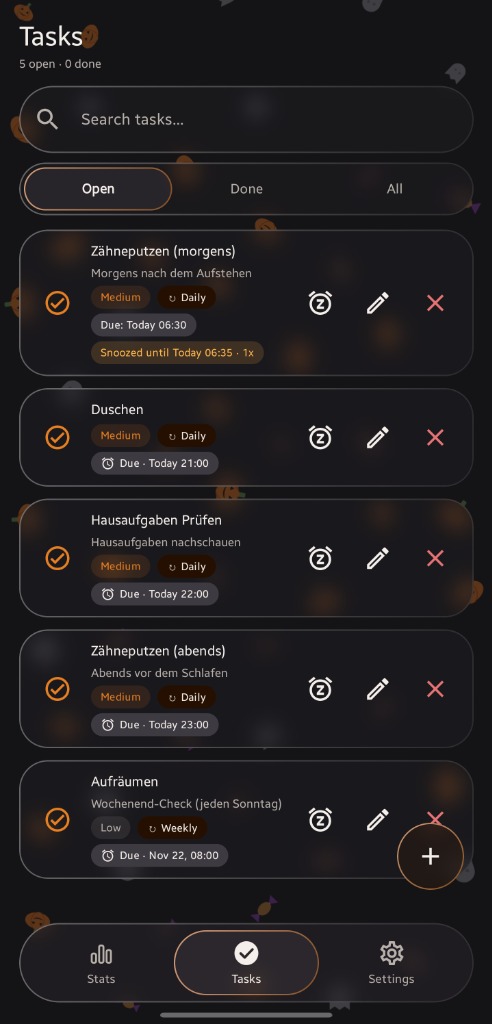 Tasks
5 open · 0 done
Search tasks...
Open Done All
Zähneputzen (morgens)
Morgens nach dem Aufstehen
Medium ↻ Daily
Due: Today 06:30
Snoozed until Today 06:35 · 1x
Duschen
Medium ↻ Daily
Due · Today 21:00
Hausaufgaben Prüfen
Hausaufgaben nachschauen
Medium ↻ Daily
Due · Today 22:00
Zähneputzen (abends)
Abends vor dem Schlafen
Medium ↻ Daily
Due · Today 23:00
Aufräumen
Wochenend-Check (jeden Sonntag)
Low ↻ Weekly
Due · Nov 22, 08:00
Stats Tasks Settings